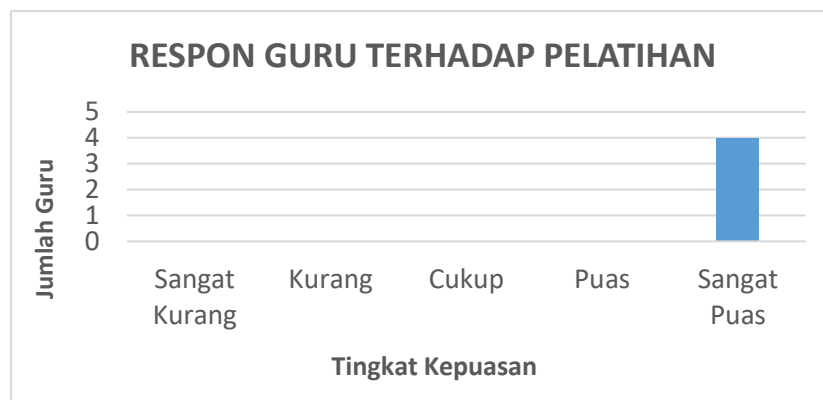 RESPON GURU TERHADAP PELATIHAN
Jumlah Guru
5
4
3
2
1
0
Sangat Kurang
Kurang
Cukup
Puas
Sangat Puas
Tingkat Kepuasan